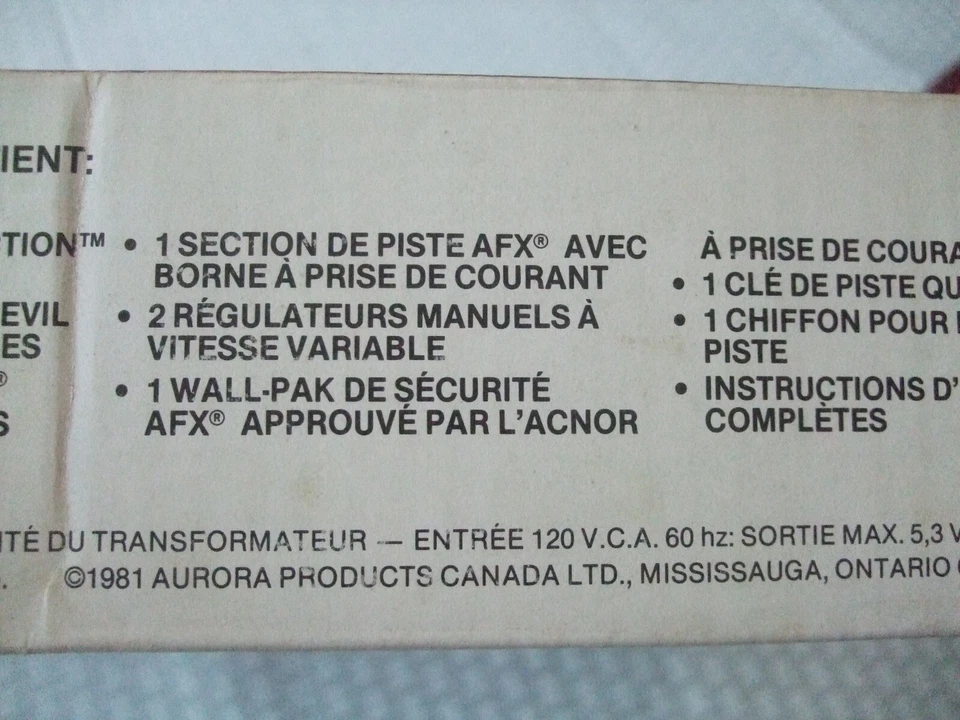 IENT:
TION™
EVIL
ES
®
S
• 1 SECTION DE PISTE AFX® AVEC
BORNE À PRISE DE COURANT
• 2 RÉGULATEURS MANUELS À
VITESSE VARIABLE
• 1 WALL-PAK DE SÉCURITÉ
AFX® APPROUVÉ PAR L'ACNOR
À PRISE DE COURA
• 1 CLÉ DE PISTE QU
• 1 CHIFFON POUR
PISTE
• INSTRUCTIONS D'
COMPLÈTES
ITÉ DU TRANSFORMATEUR — ENTRÉE 120 V.C.A. 60 hz: SORTIE MAX. 5,3 V
. ©1981 AURORA PRODUCTS CANADA LTD., MISSISSAUGA, ONTARIO